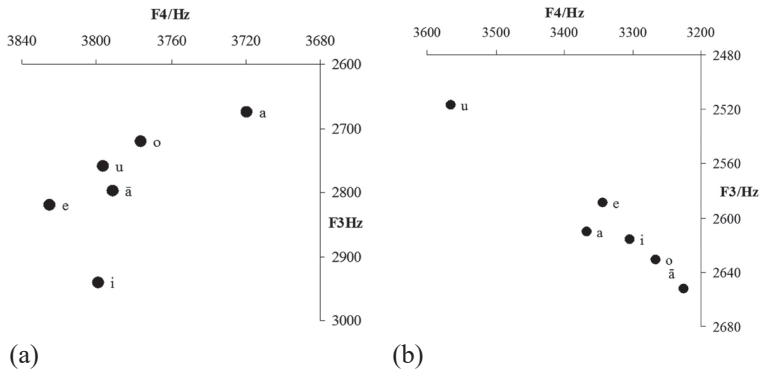 F4/Hz
3840 3800 3760 3720 3680
2600
a
2700
o
u
ā
2800
e
F3Hz
2900
i
3000
(a)
F4/Hz
3600 3400 3300 3200
2480
u
2520
2560
e
F3/Hz
2600
a
i
o
2640
ā
2680
(b)